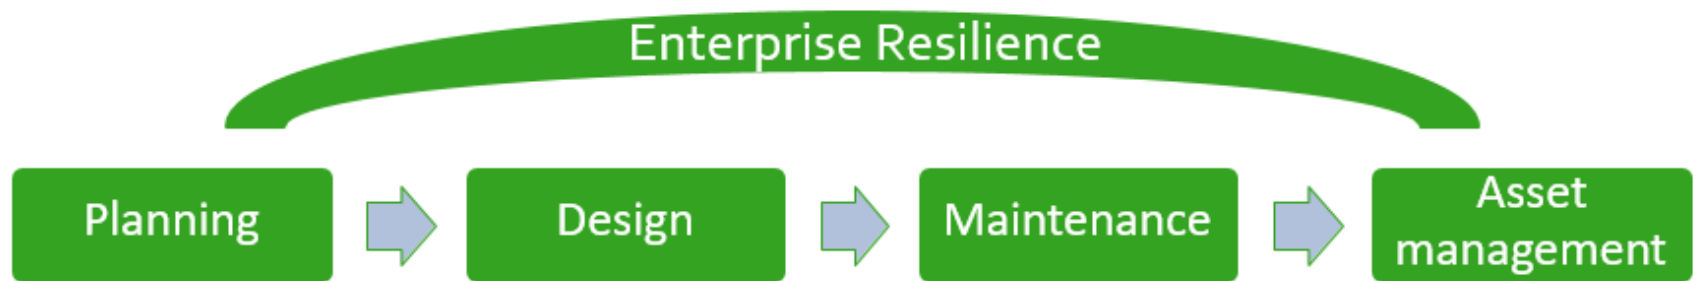 Enterprise Resilience
Planning
Design
Maintenance
Asset
management